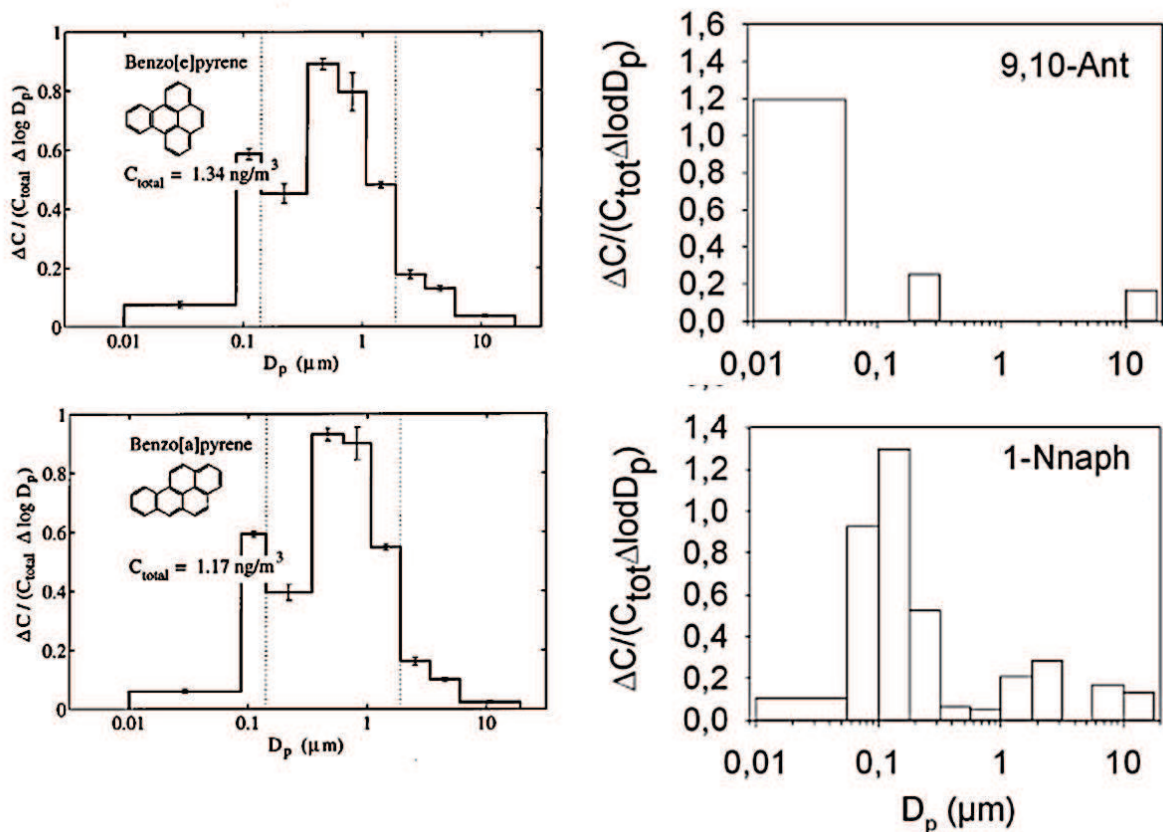 ΔC/(C_total Δ log D_p)
1
0.8
0.6
0.4
0.2
0
Benzo[e]pyrene
C_total = 1.34 ng/m³
0.01 0.1 1 10
D_p (μm)
ΔC/(C_totΔlodD_p)
1,6
1,4
1,2
1,0
0,8
0,6
0,4
0,2
0,0
9,10-Ant
0,01 0,1 1 10
ΔC/(C_total Δ log D_p)
1
0.8
0.6
0.4
0.2
0
Benzo[a]pyrene
C_total = 1.17 ng/m³
0.01 0.1 1 10
D_p (μm)
ΔC/(C_totΔlodD_p)
1,4
1,2
1,0
0,8
0,6
0,4
0,2
0,0
1-Nnaph
0,01 0,1 1 10
D_p (μm)